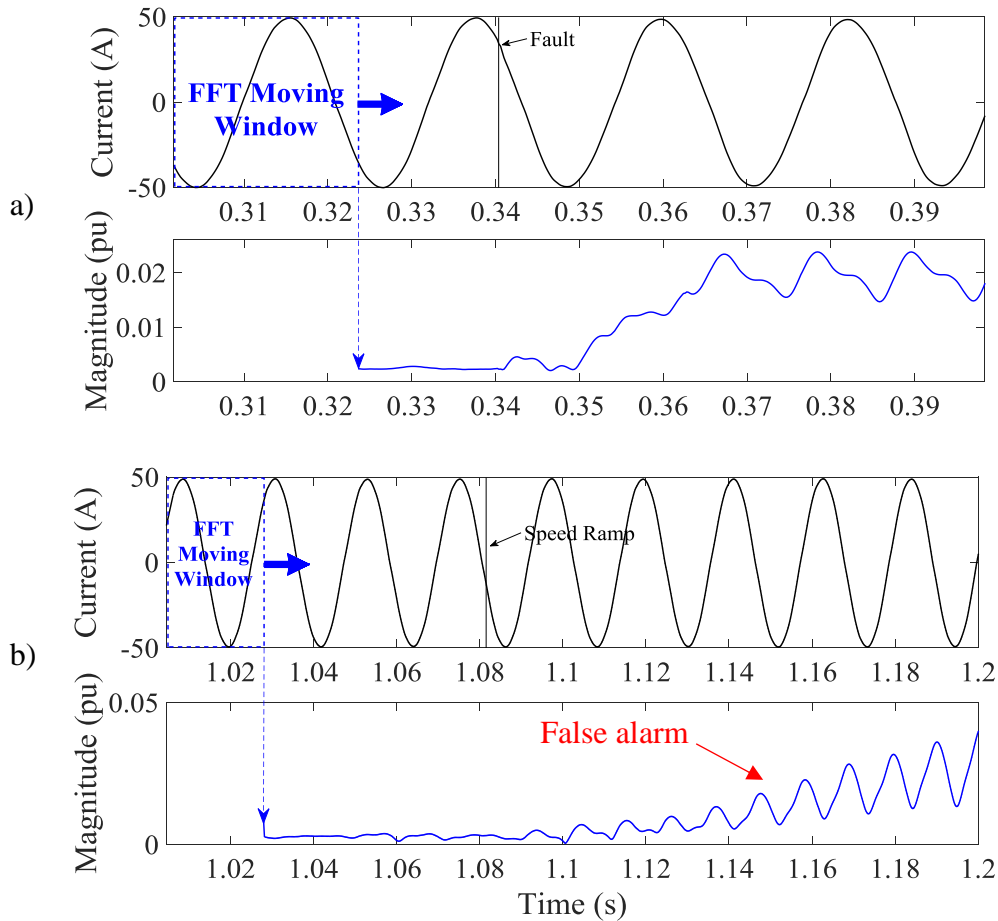 a)
Current (A)
50
0
-50
FFT Moving
Window
Fault
0.31 0.32 0.33 0.34 0.35 0.36 0.37 0.38 0.39
Magnitude (pu)
0.02
0.01
0
0.31 0.32 0.33 0.34 0.35 0.36 0.37 0.38 0.39
b)
Current (A)
50
0
-50
FFT
Moving
Window
Speed Ramp
1.02 1.04 1.06 1.08 1.1 1.12 1.14 1.16 1.18 1.2
Magnitude (pu)
0.05
0
False alarm
1.02 1.04 1.06 1.08 1.1 1.12 1.14 1.16 1.18 1.2
Time (s)